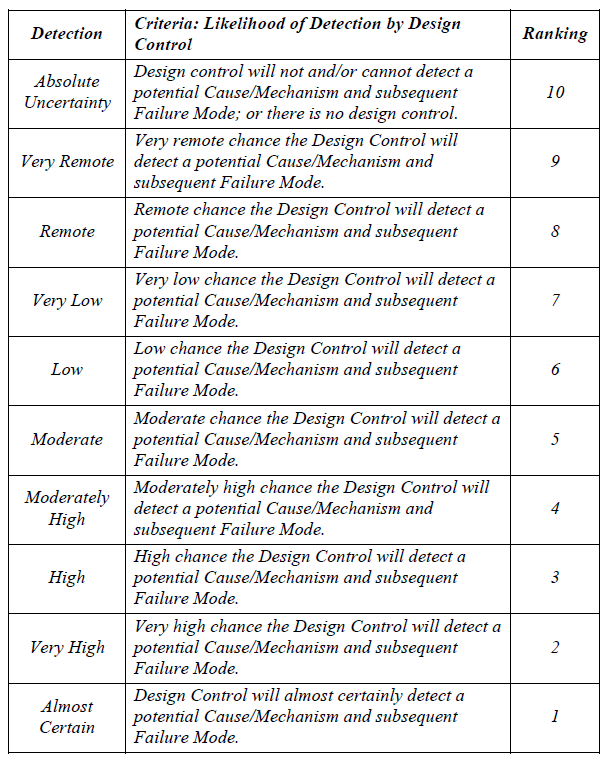 Detection
Criteria: Likelihood of Detection by Design
Control
Ranking
Absolute
Uncertainty
Design control will not and/or cannot detect a
potential Cause/Mechanism and subsequent
Failure Mode; or there is no design control.
10
Very Remote
Very remote chance the Design Control will
detect a potential Cause/Mechanism and
subsequent Failure Mode.
9
Remote
Remote chance the Design Control will detect a
potential Cause/Mechanism and subsequent
Failure Mode.
8
Very Low
Very low chance the Design Control will detect a
potential Cause/Mechanism and subsequent
Failure Mode.
7
Low
Low chance the Design Control will detect a
potential Cause/Mechanism and subsequent
Failure Mode.
6
Moderate
Moderate chance the Design Control will detect a
potential Cause/Mechanism and subsequent
Failure Mode.
5
Moderately
High
Moderately high chance the Design Control will
detect a potential Cause/Mechanism and
subsequent Failure Mode.
4
High
High chance the Design Control will detect a
potential Cause/Mechanism and subsequent
Failure Mode.
3
Very High
Very high chance the Design Control will detect a
potential Cause/Mechanism and subsequent
Failure Mode.
2
Almost
Certain
Design Control will almost certainly detect a
potential Cause/Mechanism and subsequent
Failure Mode.
1